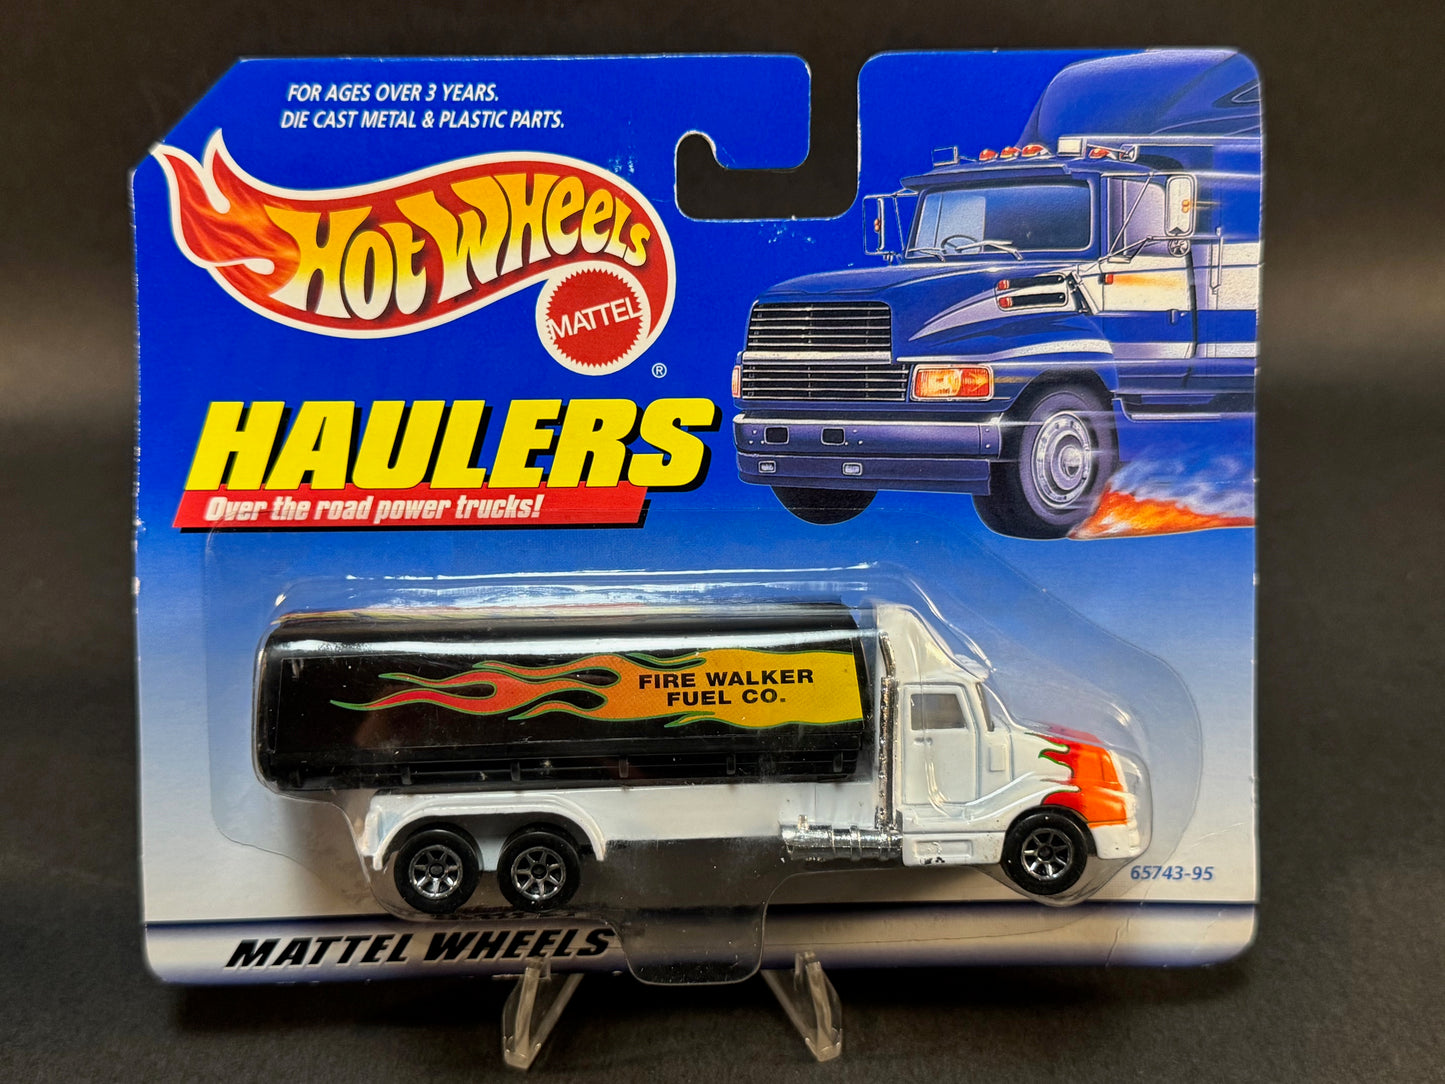 FOR AGES OVER 3 YEARS.
DIE CAST METAL & PLASTIC PARTS.
HOT WHEELS
MATTEL
®
HAULERS
Over the road power trucks!
FIRE WALKER
FUEL CO.
65743-95
MATTEL WHEELS